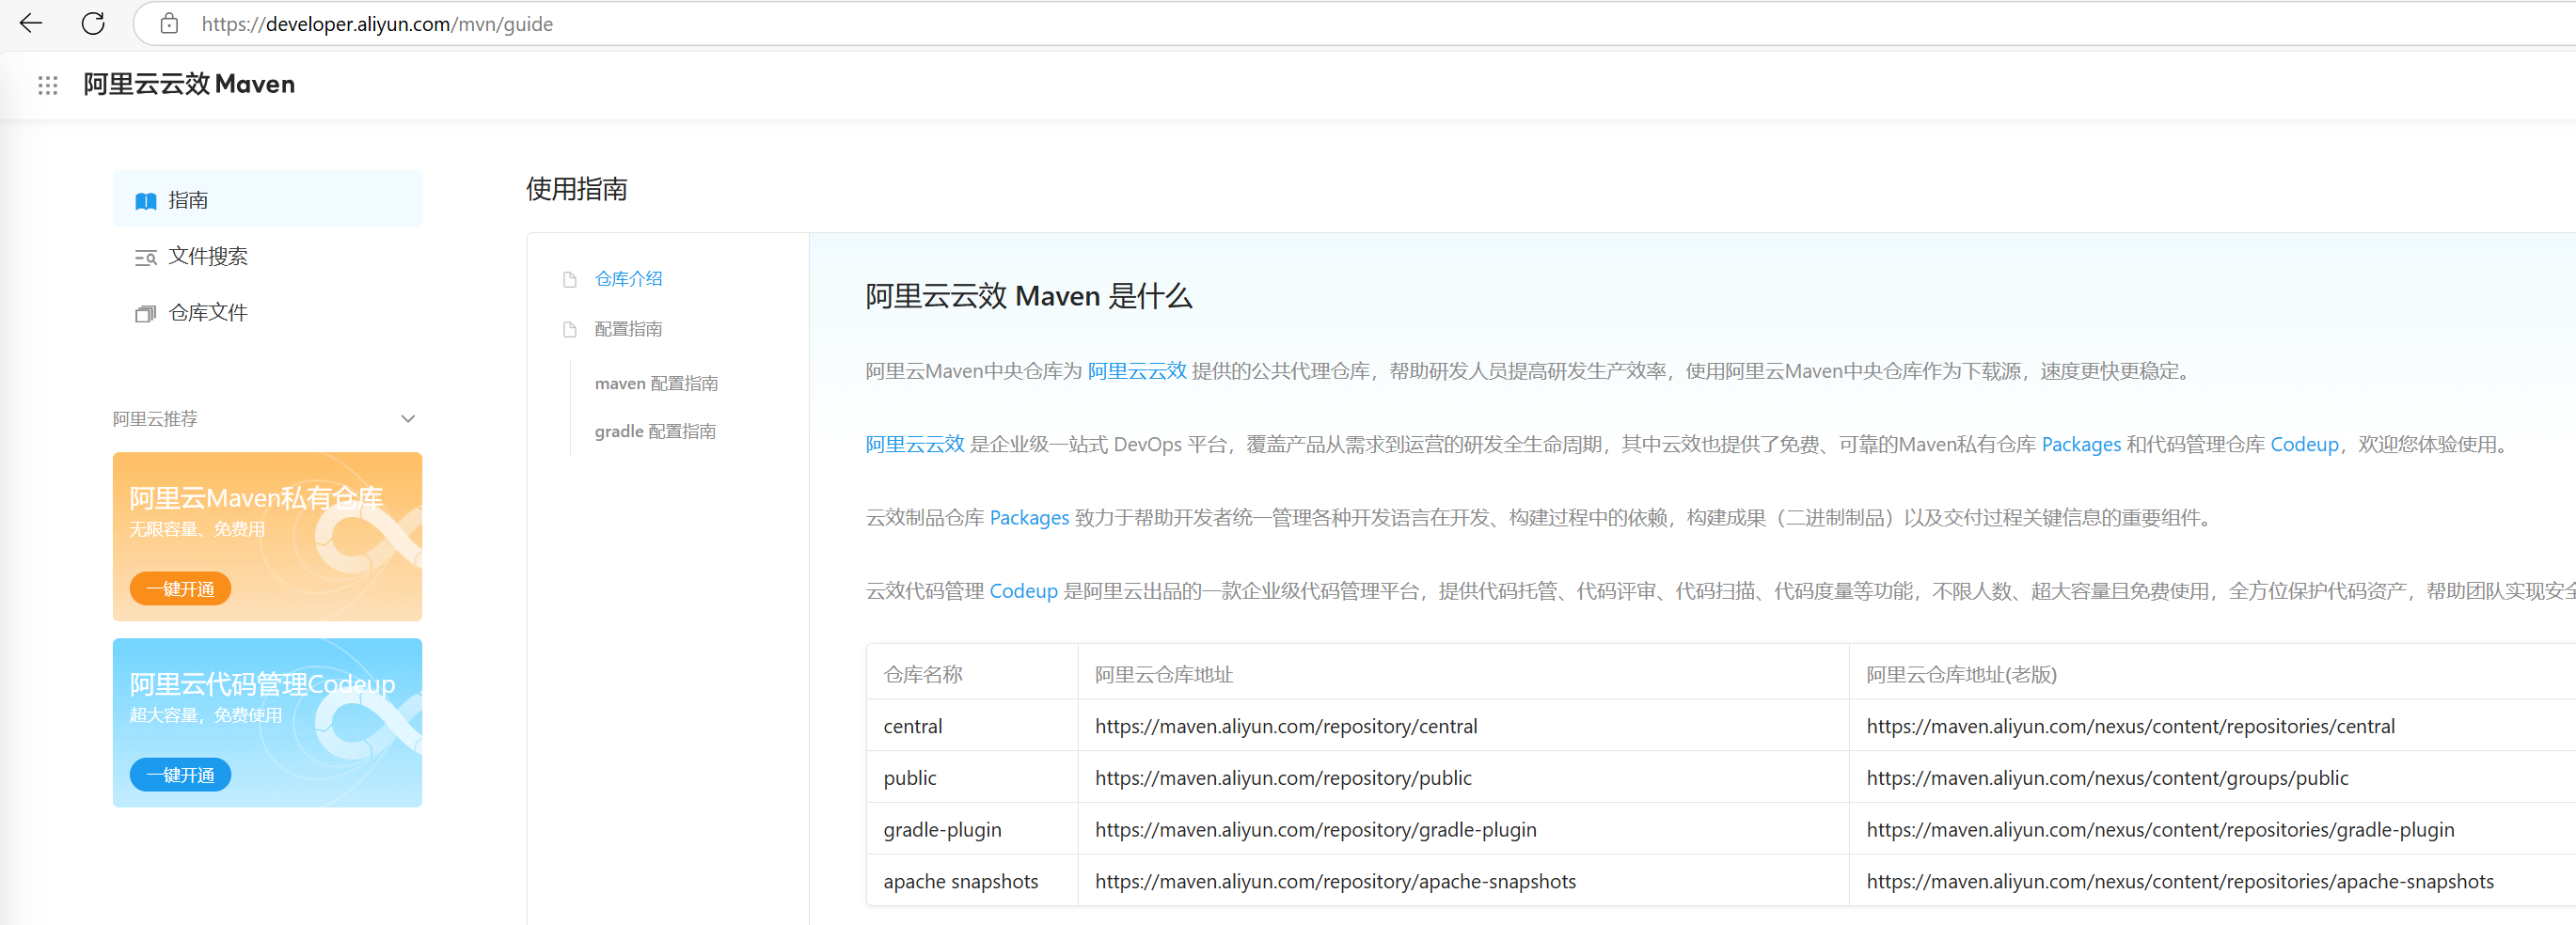 https://developer.aliyun.com/mvn/guide
阿里云云效 Maven
指南
文件搜索
仓库文件
阿里云推荐
阿里云Maven私有仓库
无限容量、免费用
一键开通
阿里云代码管理Codeup
超大容量，免费使用
一键开通
使用指南
仓库介绍
配置指南
maven 配置指南
gradle 配置指南
阿里云云效 Maven 是什么
阿里云Maven中央仓库为 阿里云云效 提供的公共代理仓库，帮助研发人员提高研发生产效率，使用阿里云Maven中央仓库作为下载源，速度更快更稳定。
阿里云云效 是企业级一站式 DevOps 平台，覆盖产品从需求到运营的研发全生命周期，其中云效也提供了免费、可靠的Maven私有仓库 Packages 和代码管理仓库 Codeup，欢迎您体验使用。
云效制品仓库 Packages 致力于帮助开发者统一管理各种开发语言在开发、构建过程中的依赖，构建成果（二进制制品）以及交付过程关键信息的重要组件。
云效代码管理 Codeup 是阿里云出品的一款企业级代码管理平台，提供代码托管、代码评审、代码扫描、代码度量等功能，不限人数、超大容量且免费使用，全方位保护代码资产，帮助团队实现安全
仓库名称 阿里云仓库地址 阿里云仓库地址(老版)
central https://maven.aliyun.com/repository/central https://maven.aliyun.com/nexus/content/repositories/central
public https://maven.aliyun.com/repository/public https://maven.aliyun.com/nexus/content/groups/public
gradle-plugin https://maven.aliyun.com/repository/gradle-plugin https://maven.aliyun.com/nexus/content/repositories/gradle-plugin
apache snapshots https://maven.aliyun.com/repository/apache-snapshots https://maven.aliyun.com/nexus/content/repositories/apache-snapshots